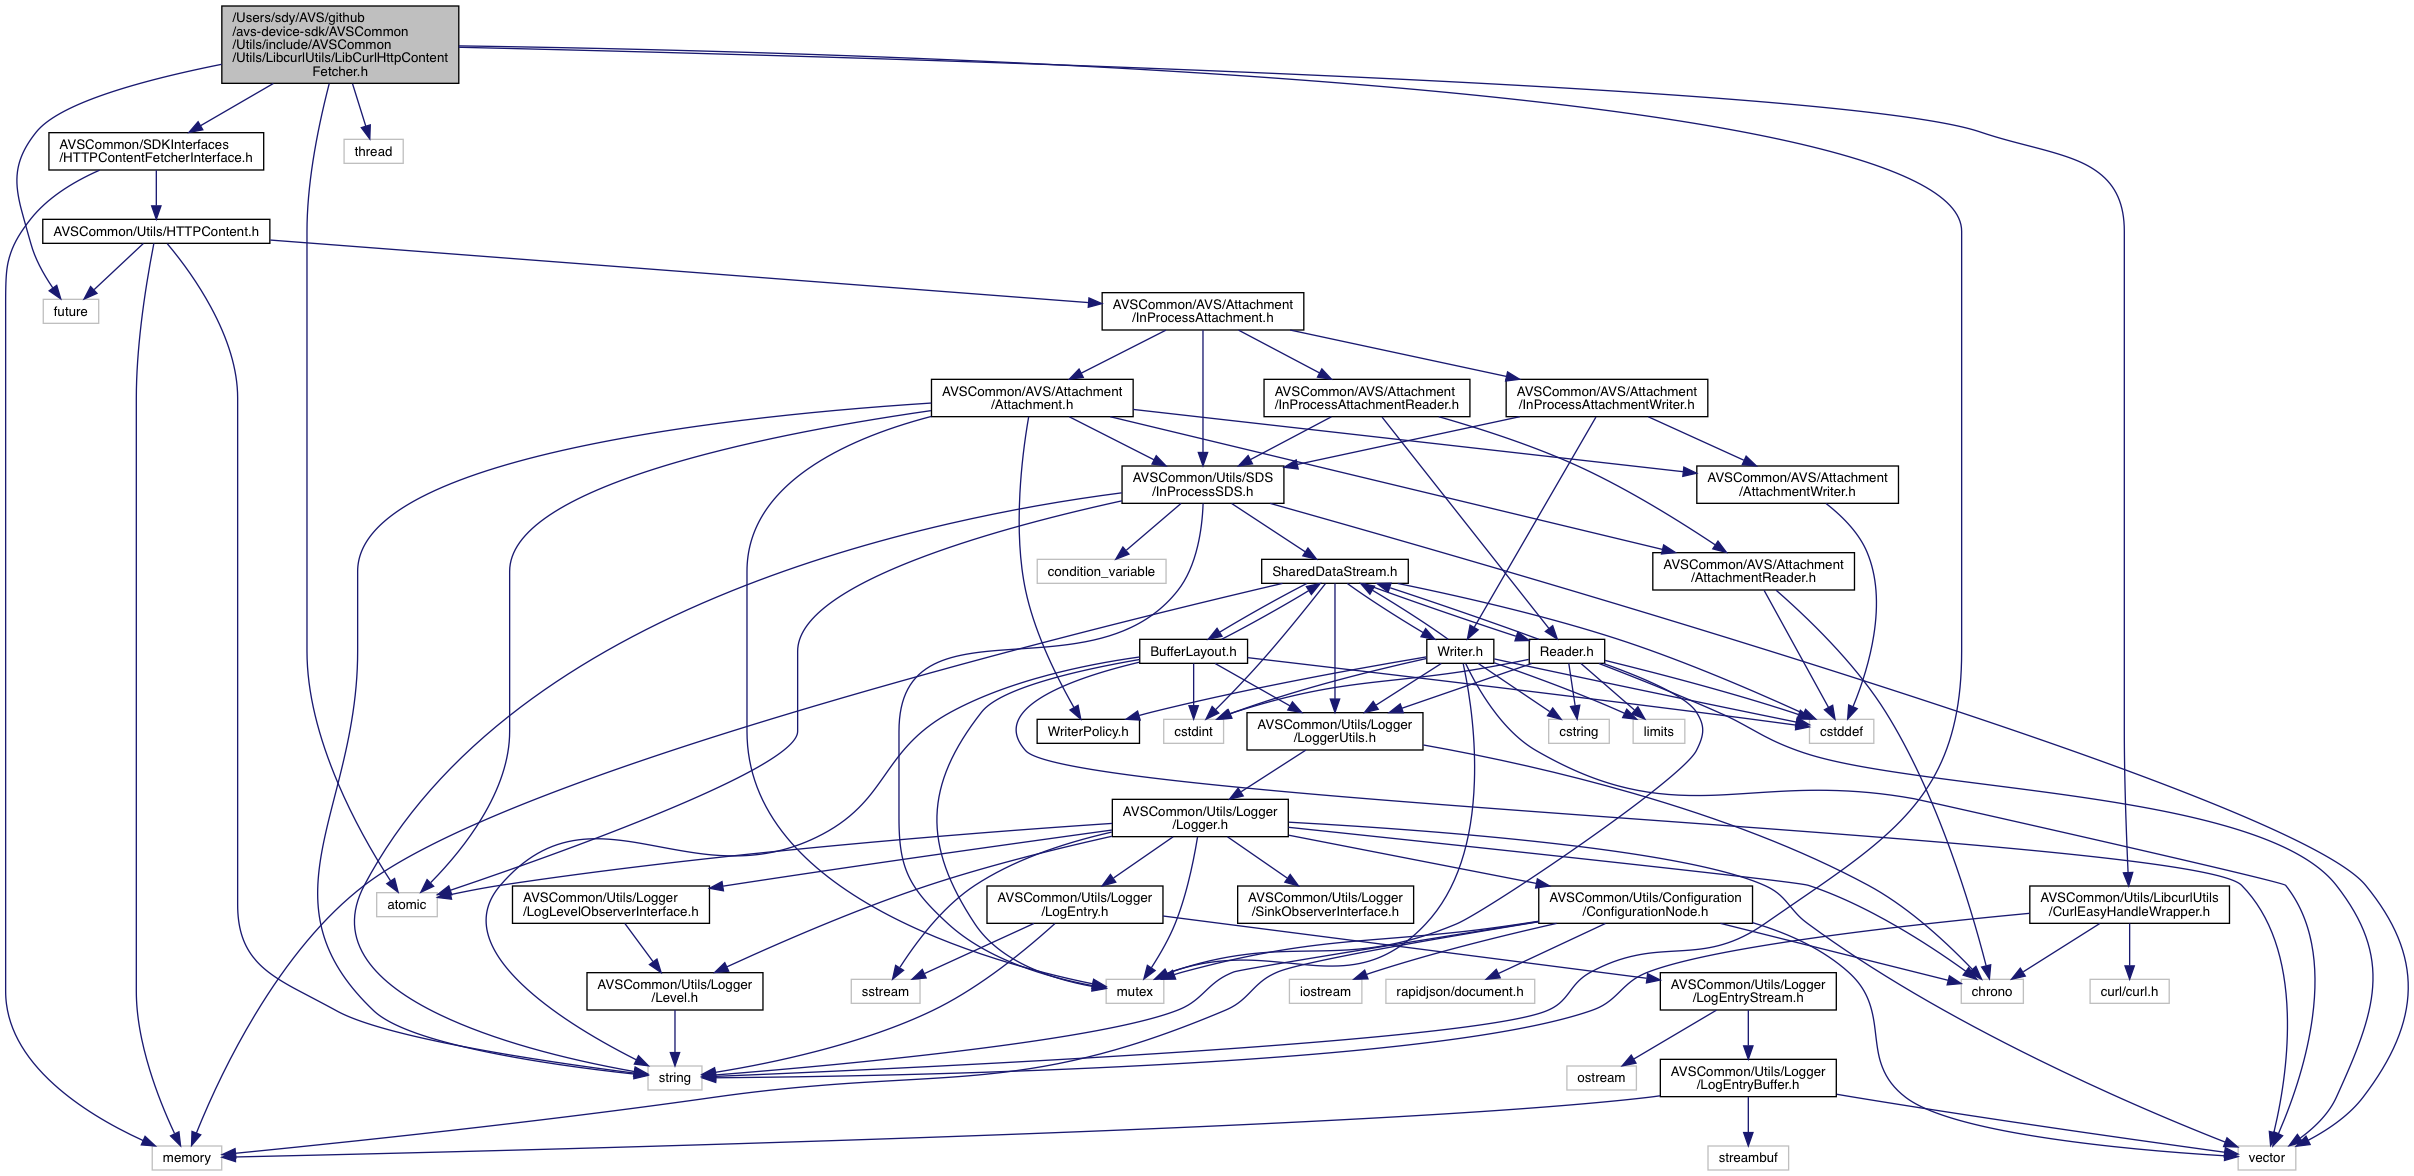 /Users/sdy/AVS/github
/avs-device-sdk/AVSCommon
/Utils/include/AVSCommon
/Utils/LibcurlUtils/LibCurlHttpContent
Fetcher.h
AVSCommon/SDKInterfaces
/HTTPContentFetcherInterface.h
thread
AVSCommon/Utils/HTTPContent.h
future
AVSCommon/AVS/Attachment
/InProcessAttachment.h
AVSCommon/AVS/Attachment
/Attachment.h
AVSCommon/AVS/Attachment
/InProcessAttachmentReader.h
AVSCommon/AVS/Attachment
/InProcessAttachmentWriter.h
AVSCommon/Utils/SDS
/InProcessSDS.h
AVSCommon/AVS/Attachment
/AttachmentWriter.h
condition_variable
SharedDataStream.h
AVSCommon/AVS/Attachment
/AttachmentReader.h
BufferLayout.h
Writer.h
Reader.h
WriterPolicy.h
cstdint
AVSCommon/Utils/Logger
/LoggerUtils.h
cstring
limits
cstddef
AVSCommon/Utils/Logger
/Logger.h
atomic
AVSCommon/Utils/Logger
/LogLevelObserverInterface.h
AVSCommon/Utils/Logger
/LogEntry.h
AVSCommon/Utils/Logger
/SinkObserverInterface.h
AVSCommon/Utils/Configuration
/ConfigurationNode.h
AVSCommon/Utils/LibcurlUtils
/CurlEasyHandleWrapper.h
AVSCommon/Utils/Logger
/Level.h
sstream
mutex
iostream
rapidjson/document.h
AVSCommon/Utils/Logger
/LogEntryStream.h
chrono
curl/curl.h
string
ostream
AVSCommon/Utils/Logger
/LogEntryBuffer.h
memory
streambuf
vector